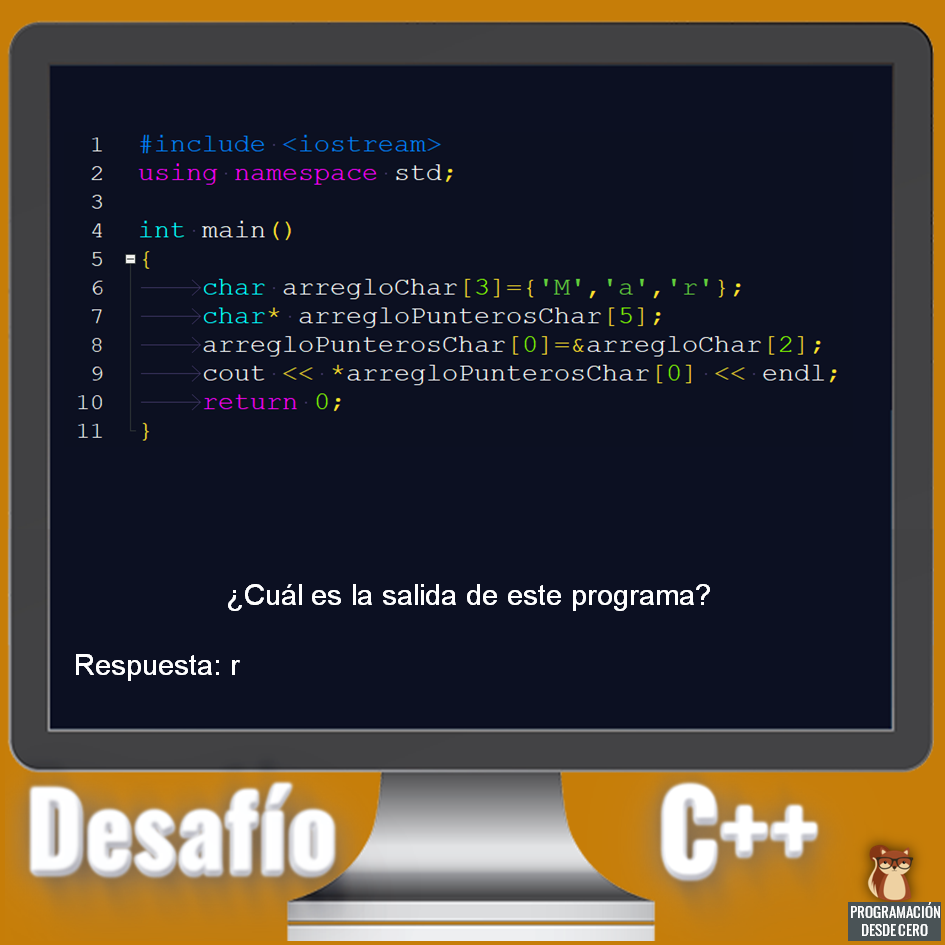 1 #include <iostream>
2 using namespace std;
3
4 int main()
5 {
6 char arregloChar[3]={'M','a','r'};
7 char* arregloPunterosChar[5];
8 arregloPunterosChar[0]=&arregloChar[2];
9 cout << *arregloPunterosChar[0] << endl;
10 return 0;
11 }
¿Cuál es la salida de este programa?
Respuesta: r
Desafío C++
PROGRAMACIÓN
DESDE CERO